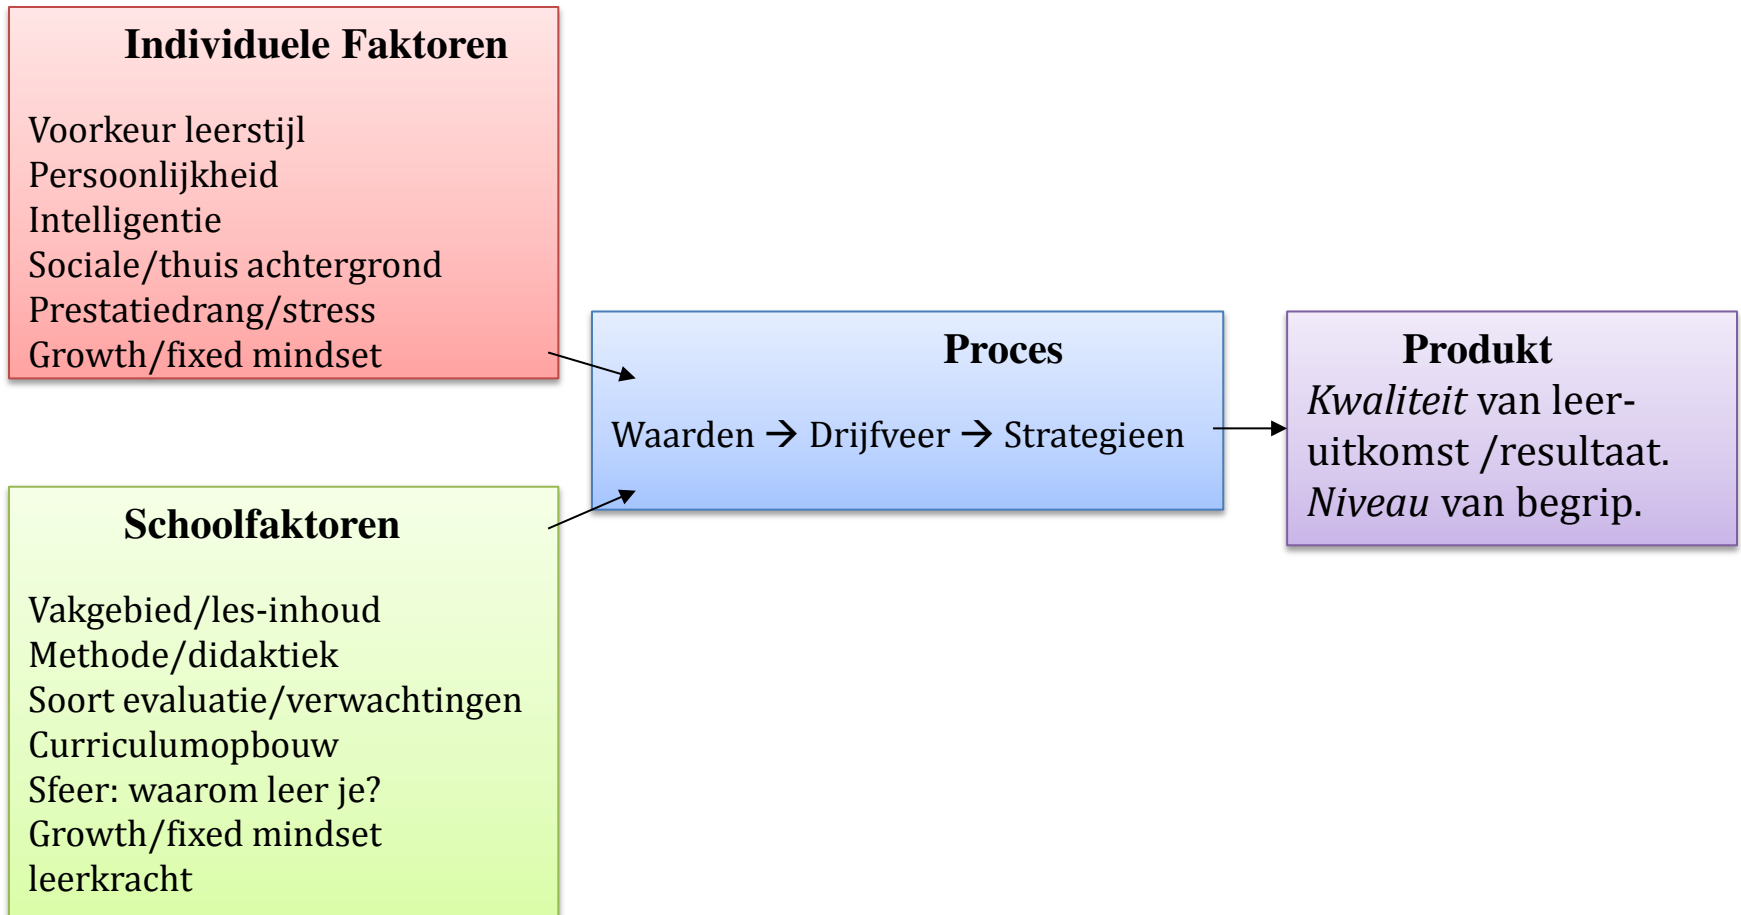 Individuele Faktoren
Voorkeur leerstijl
Persoonlijkheid
Intelligentie
Sociale/thuis achtergrond
Prestatiedrang/stress
Growth/fixed mindset
Schoolfaktoren
Vakgebied/les-inhoud
Methode/didaktiek
Soort evaluatie/verwachtingen
Curriculumopbouw
Sfeer: waarom leer je?
Growth/fixed mindset
leerkracht
Proces
Waarden → Drijfveer → Strategieen
Produkt
Kwaliteit van leer-
uitkomst /resultaat.
Niveau van begrip.